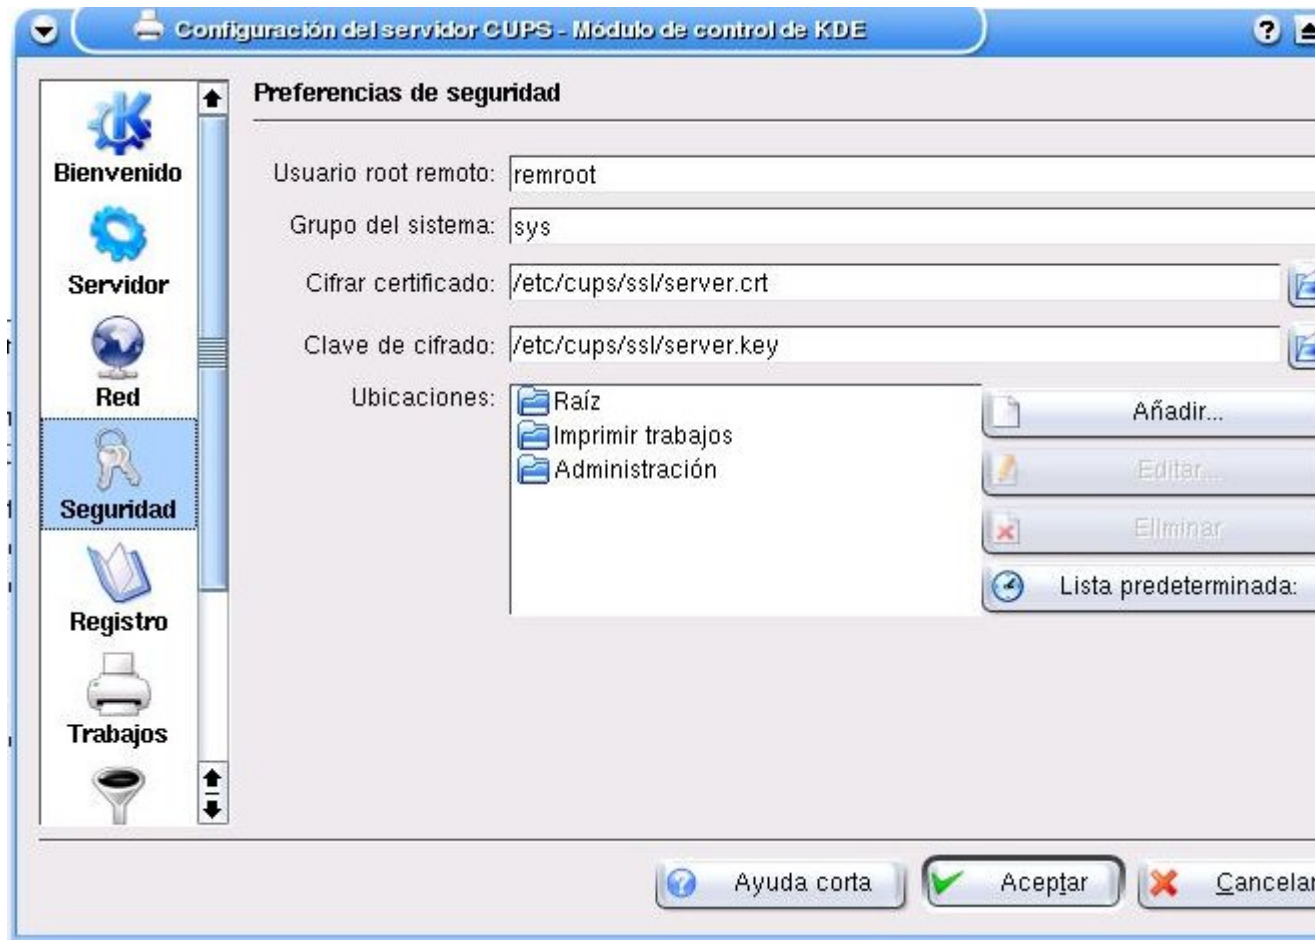 Configuración del servidor CUPS - Módulo de control de KDE
Bienvenido
Servidor
Red
Seguridad
Registro
Trabajos
Preferencias de seguridad
Usuario root remoto: remroot
Grupo del sistema: sys
Cifrar certificado: /etc/cups/ssl/server.crt
Clave de cifrado: /etc/cups/ssl/server.key
Ubicaciones:
Raíz
Imprimir trabajos
Administración
Añadir...
Editar...
Eliminar
Lista predeterminada:
Ayuda corta
Aceptar
Cancelar